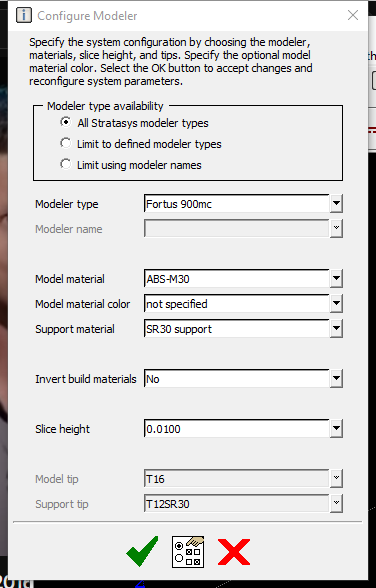 Configure Modeler
Specify the system configuration by choosing the modeler,
materials, slice height, and tips. Specify the optional model
material color. Select the OK button to accept changes and
reconfigure system parameters.
Modeler type availability
All Stratasys modeler types
Limit to defined modeler types
Limit using modeler names
Modeler type Fortus 900mc
Modeler name
Model material ABS-M30
Model material color not specified
Support material SR30 support
Invert build materials No
Slice height 0.0100
Model tip T16
Support tip T12SR30